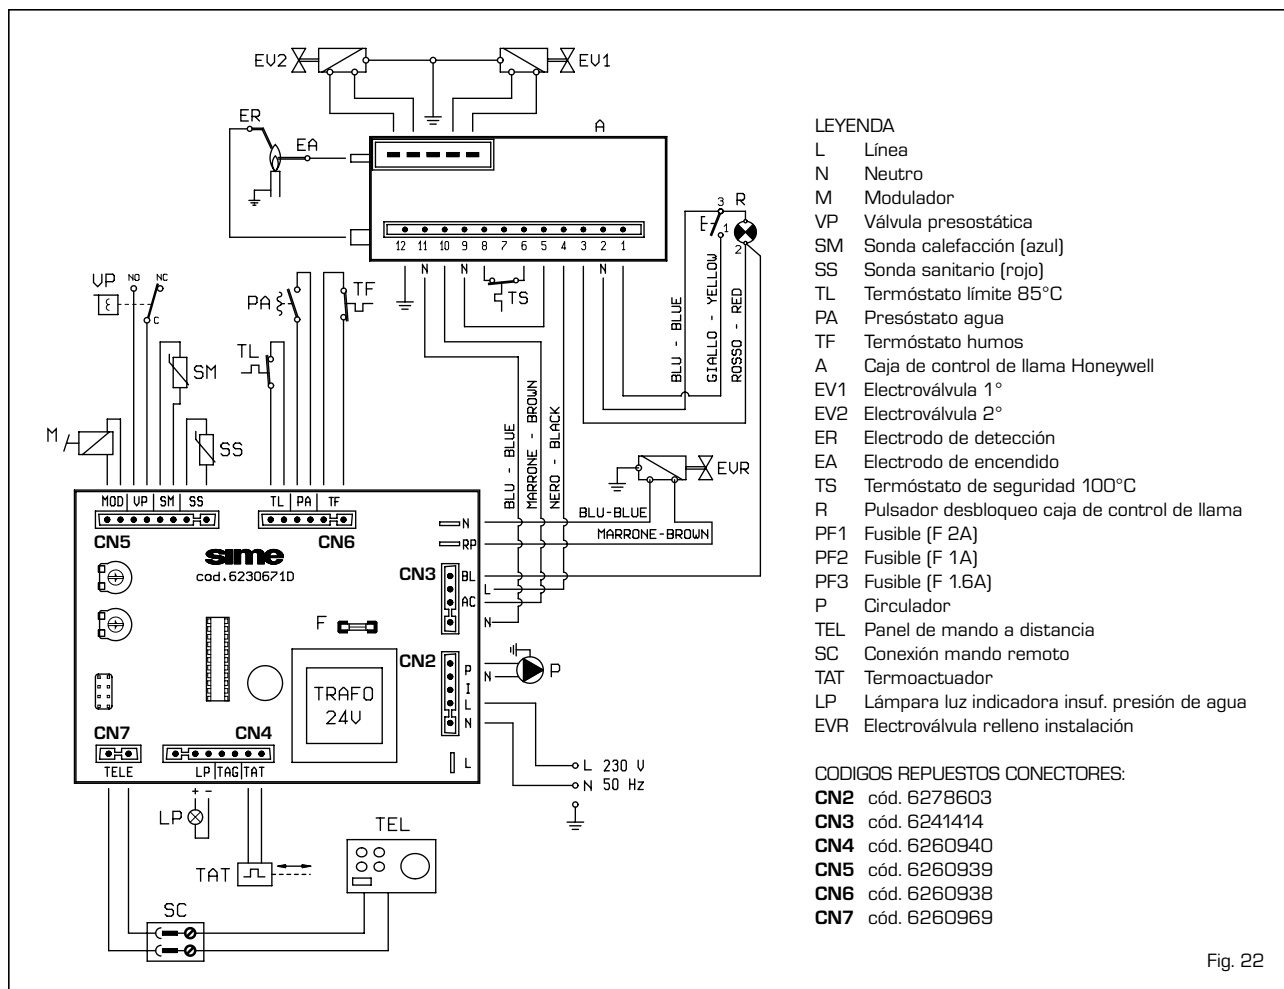 EV2
EV1
ER
EA
A
12 11 10 9 8 7 6 5 4 3 2 1
N N N
TS
3 R
1
2
VP
NO NC
C
PA
TF
TL
SM
SS
M
BLU - BLUE
GIALLO - YELLOW
ROSSO - RED
BLU - BLUE
MARRONE - BROWN
NERO - BLACK
EVR
BLU-BLUE
MARRONE-BROWN
MOD VP SM SS
TL PA TF
CN5
CN6
N
RP
sime
cod.6230671D
CN3
BL
L
AC
N
F
CN2
P
N
I
L
N
P
TRAFO
24V
CN7
CN4
TELE
LP TAG TAT
L
L 230 V
N 50 Hz
+ -
LP
TAT
TEL
SC
LEYENDA
L Línea
N Neutro
M Modulador
VP Válvula presostática
SM Sonda calefacción (azul)
SS Sonda sanitario (rojo)
TL Termóstato límite 85°C
PA Presóstato agua
TF Termóstato humos
A Caja de control de llama Honeywell
EV1 Electroválvula 1°
EV2 Electroválvula 2°
ER Electrodo de detección
EA Electrodo de encendido
TS Termóstato de seguridad 100°C
R Pulsador desbloqueo caja de control de llama
PF1 Fusible (F 2A)
PF2 Fusible (F 1A)
PF3 Fusible (F 1.6A)
P Circulador
TEL Panel de mando a distancia
SC Conexión mando remoto
TAT Termoactuador
LP Lámpara luz indicadora insuf. presión de agua
EVR Electroválvula relleno instalación
CODIGOS REPUESTOS CONECTORES:
CN2 cód. 6278603
CN3 cód. 6241414
CN4 cód. 6260940
CN5 cód. 6260939
CN6 cód. 6260938
CN7 cód. 6260969
Fig. 22